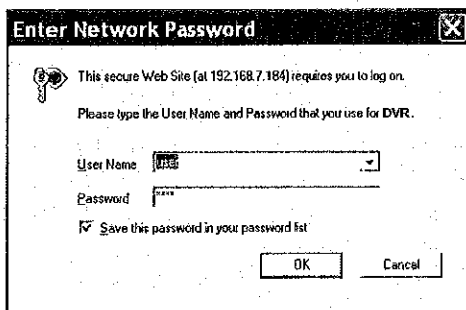 Enter Network Password
This secure Web Site (at 192.168.7.184) requires you to log on.
Please type the User Name and Password that you use for DVR.
User Name user
Password ****
Save this password in your password list
OK Cancel